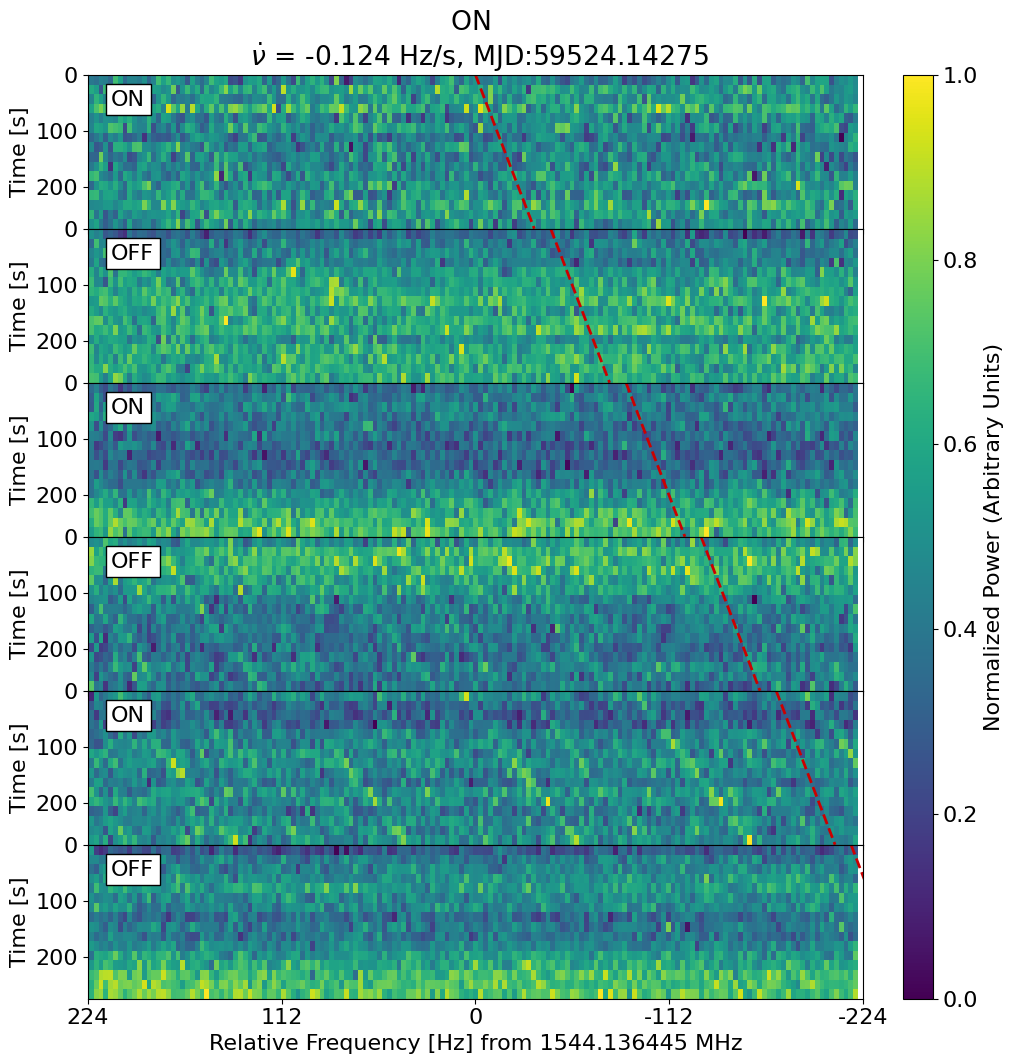 ON
ν̇ = -0.124 Hz/s, MJD:59524.14275
ON
OFF
ON
OFF
ON
OFF
Time [s]
0
100
200
Time [s]
0
100
200
Time [s]
0
100
200
Time [s]
0
100
200
Time [s]
0
100
200
Time [s]
0
100
200
224 112 0 -112 -224
Relative Frequency [Hz] from 1544.136445 MHz
1.0
0.8
0.6
0.4
0.2
0.0
Normalized Power (Arbitrary Units)